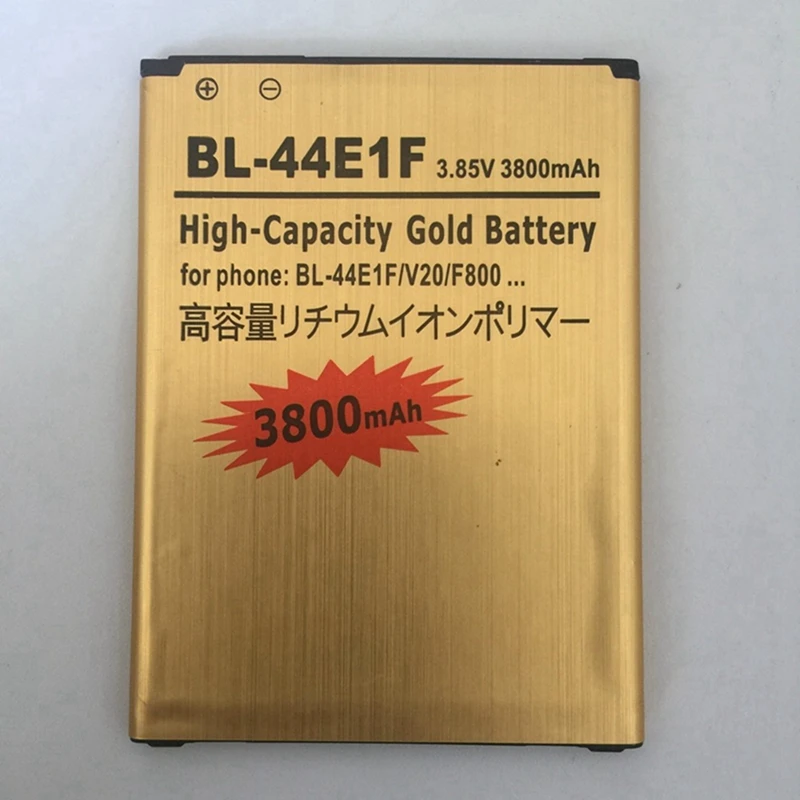 ⊕ ⊖
BL-44E1F 3.85V 3800mAh
High-Capacity Gold Battery
for phone: BL-44E1F/V20/F800 ...
高容量リチウムイオンポリマー
3800mAh